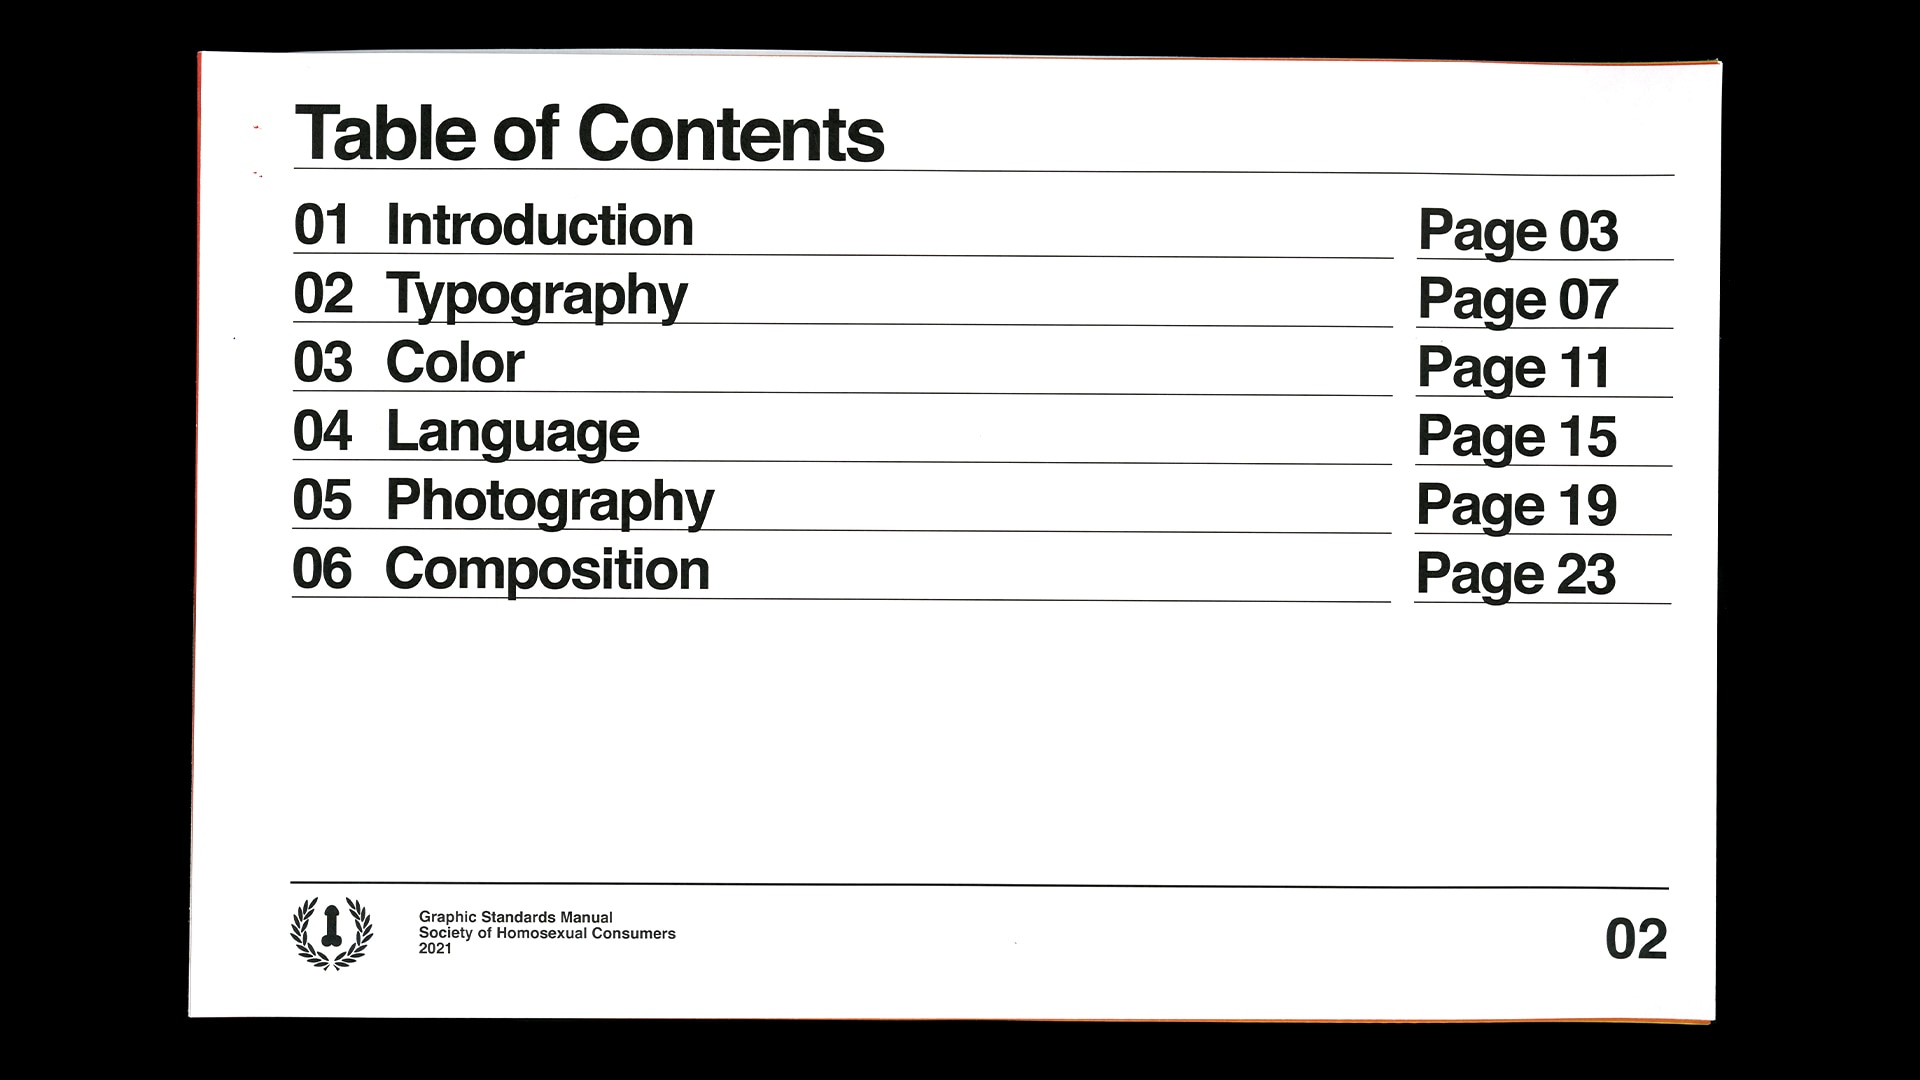 Table of Contents
01 Introduction Page 03
02 Typography Page 07
03 Color Page 11
04 Language Page 15
05 Photography Page 19
06 Composition Page 23
Graphic Standards Manual
Society of Homosexual Consumers
2021
02